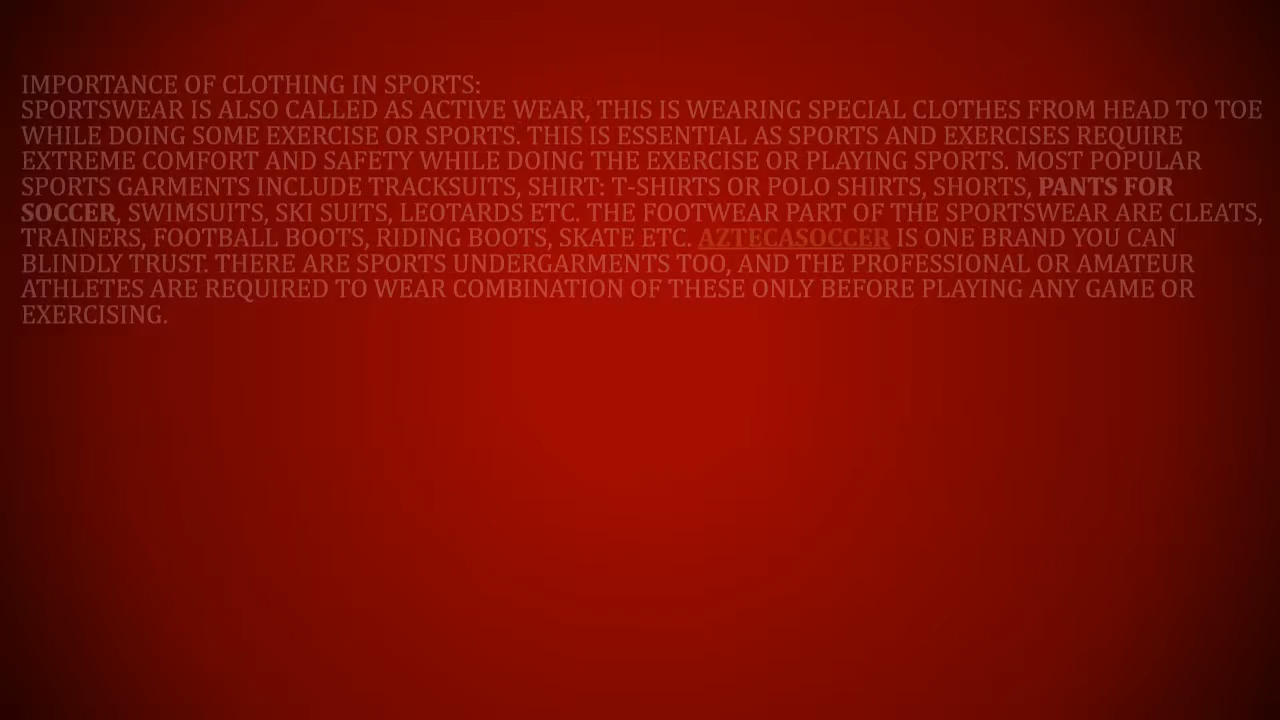 IMPORTANCE OF CLOTHING IN SPORTS:
SPORTSWEAR IS ALSO CALLED AS ACTIVE WEAR, THIS IS WEARING SPECIAL CLOTHES FROM HEAD TO TOE
WHILE DOING SOME EXERCISE OR SPORTS. THIS IS ESSENTIAL AS SPORTS AND EXERCISES REQUIRE
EXTREME COMFORT AND SAFETY WHILE DOING THE EXERCISE OR PLAYING SPORTS. MOST POPULAR
SPORTS GARMENTS INCLUDE TRACKSUITS, SHIRT: T-SHIRTS OR POLO SHIRTS, SHORTS, PANTS FOR
SOCCER, SWIMSUITS, SKI SUITS, LEOTARDS ETC. THE FOOTWEAR PART OF THE SPORTSWEAR ARE CLEATS,
TRAINERS, FOOTBALL BOOTS, RIDING BOOTS, SKATE ETC. AZTECASOCCER IS ONE BRAND YOU CAN
BLINDLY TRUST. THERE ARE SPORTS UNDERGARMENTS TOO, AND THE PROFESSIONAL OR AMATEUR
ATHLETES ARE REQUIRED TO WEAR COMBINATION OF THESE ONLY BEFORE PLAYING ANY GAME OR
EXERCISING.